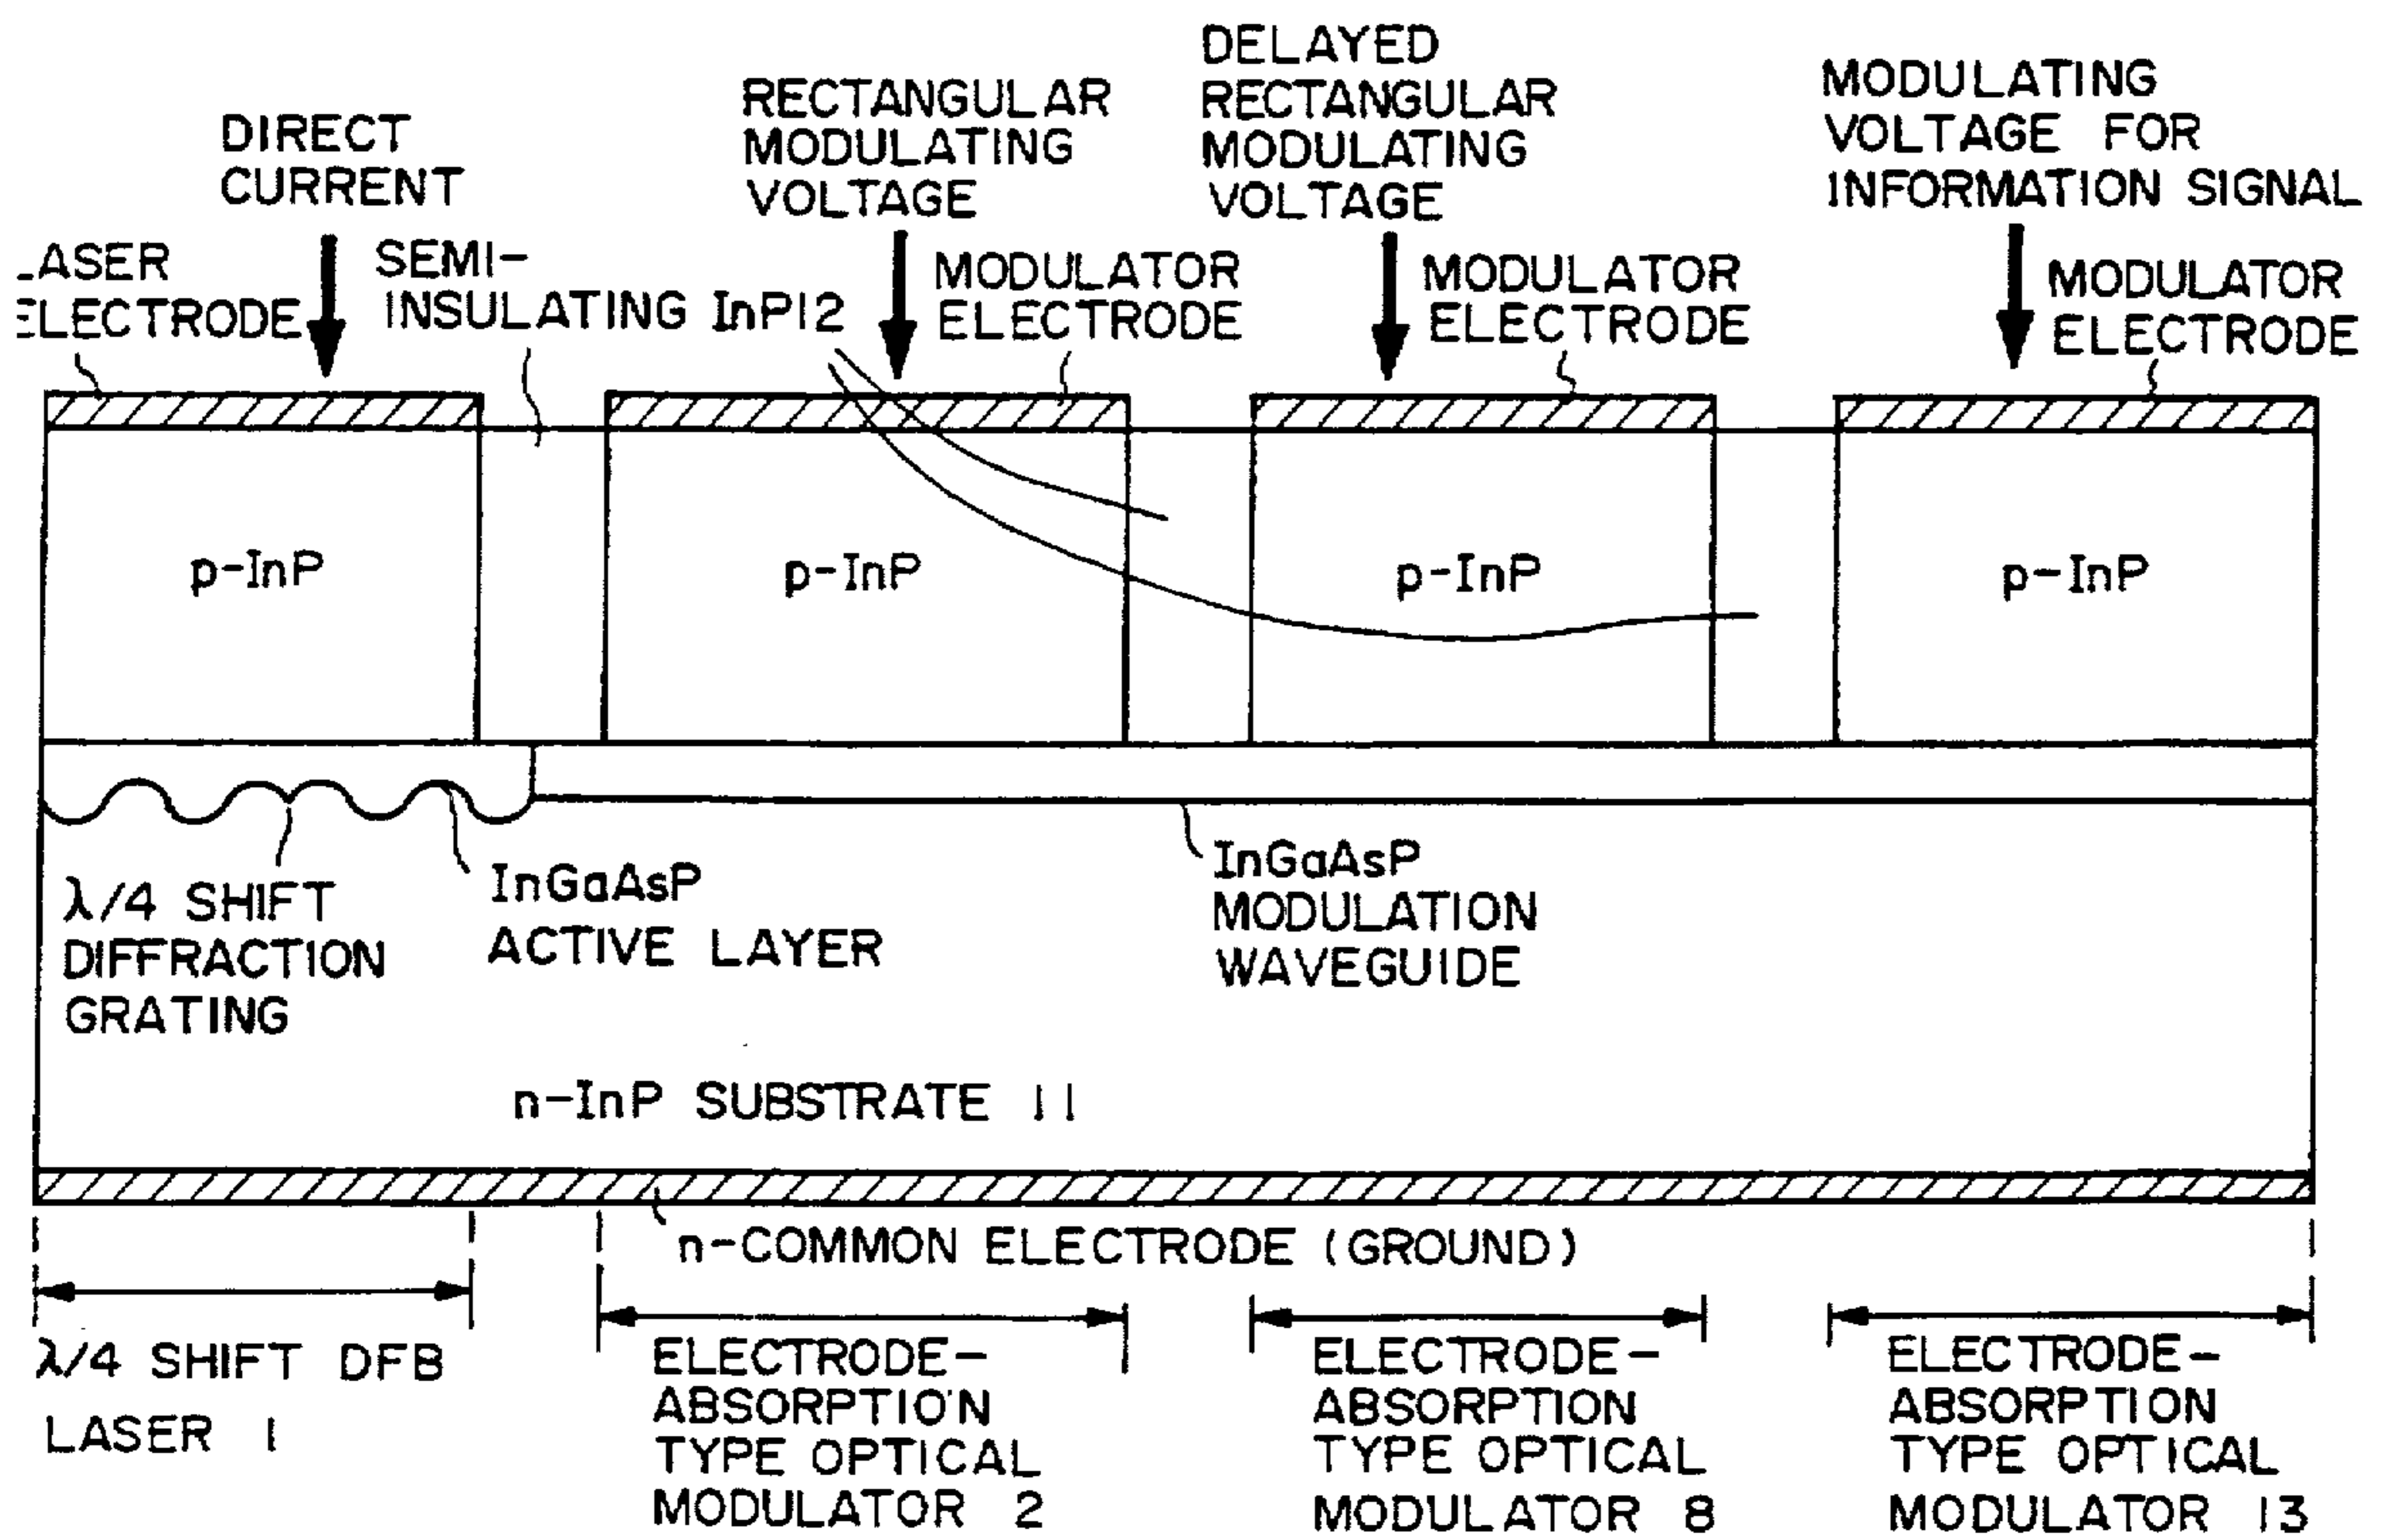 DIRECT
CURRENT
RECTANGULAR
MODULATING
VOLTAGE
DELAYED
RECTANGULAR
MODULATING
VOLTAGE
MODULATING
VOLTAGE FOR
INFORMATION SIGNAL
LASER
ELECTRODE
SEMI-
INSULATING InP12
MODULATOR
ELECTRODE
MODULATOR
ELECTRODE
MODULATOR
ELECTRODE
p-InP
p-InP
p-InP
p-InP
λ/4 SHIFT
DIFFRACTION
GRATING
InGaAsP
ACTIVE LAYER
InGaAsP
MODULATION
WAVEGUIDE
n-InP SUBSTRATE 11
n-COMMON ELECTRODE (GROUND)
λ/4 SHIFT DFB
LASER 1
ELECTRODE-
ABSORPTION
TYPE OPTICAL
MODULATOR 2
ELECTRODE-
ABSORPTION
TYPE OPTICAL
MODULATOR 8
ELECTRODE-
ABSORPTION
TYPE OPTICAL
MODULATOR 13